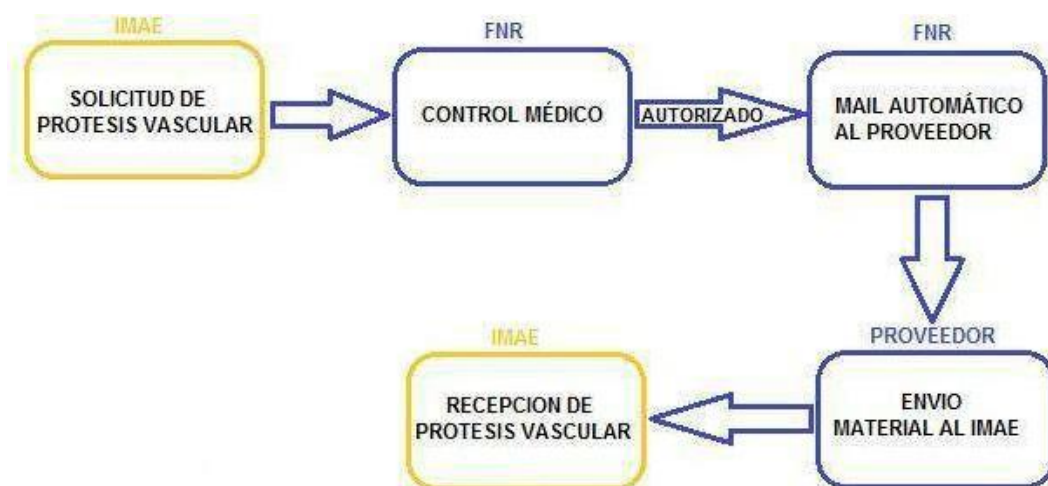 IMAE
SOLICITUD DE
PROTESIS VASCULAR
FNR
CONTROL MÉDICO
AUTORIZADO
FNR
MAIL AUTOMÁTICO
AL PROVEEDOR
PROVEEDOR
ENVIO
MATERIAL AL IMAE
IMAE
RECEPCION DE
PROTESIS VASCULAR